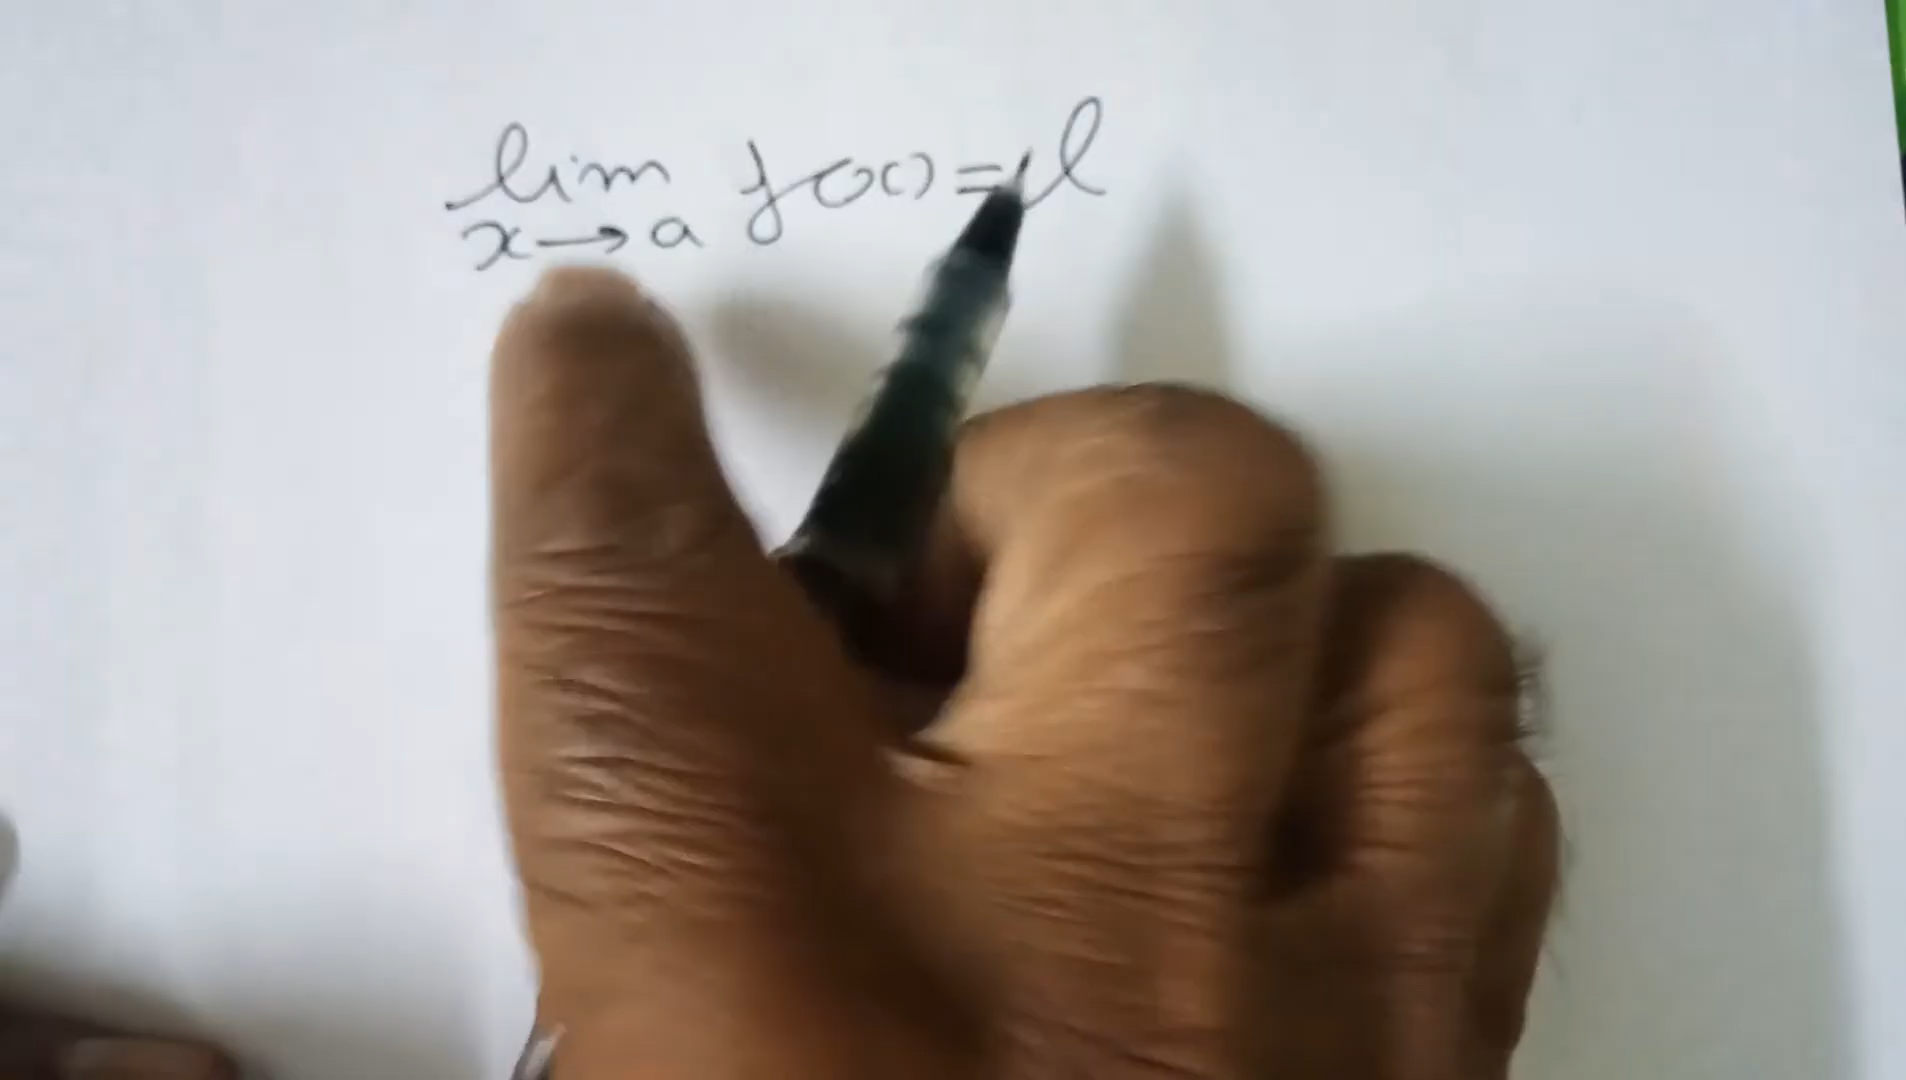 lim f(x) = l
x → a